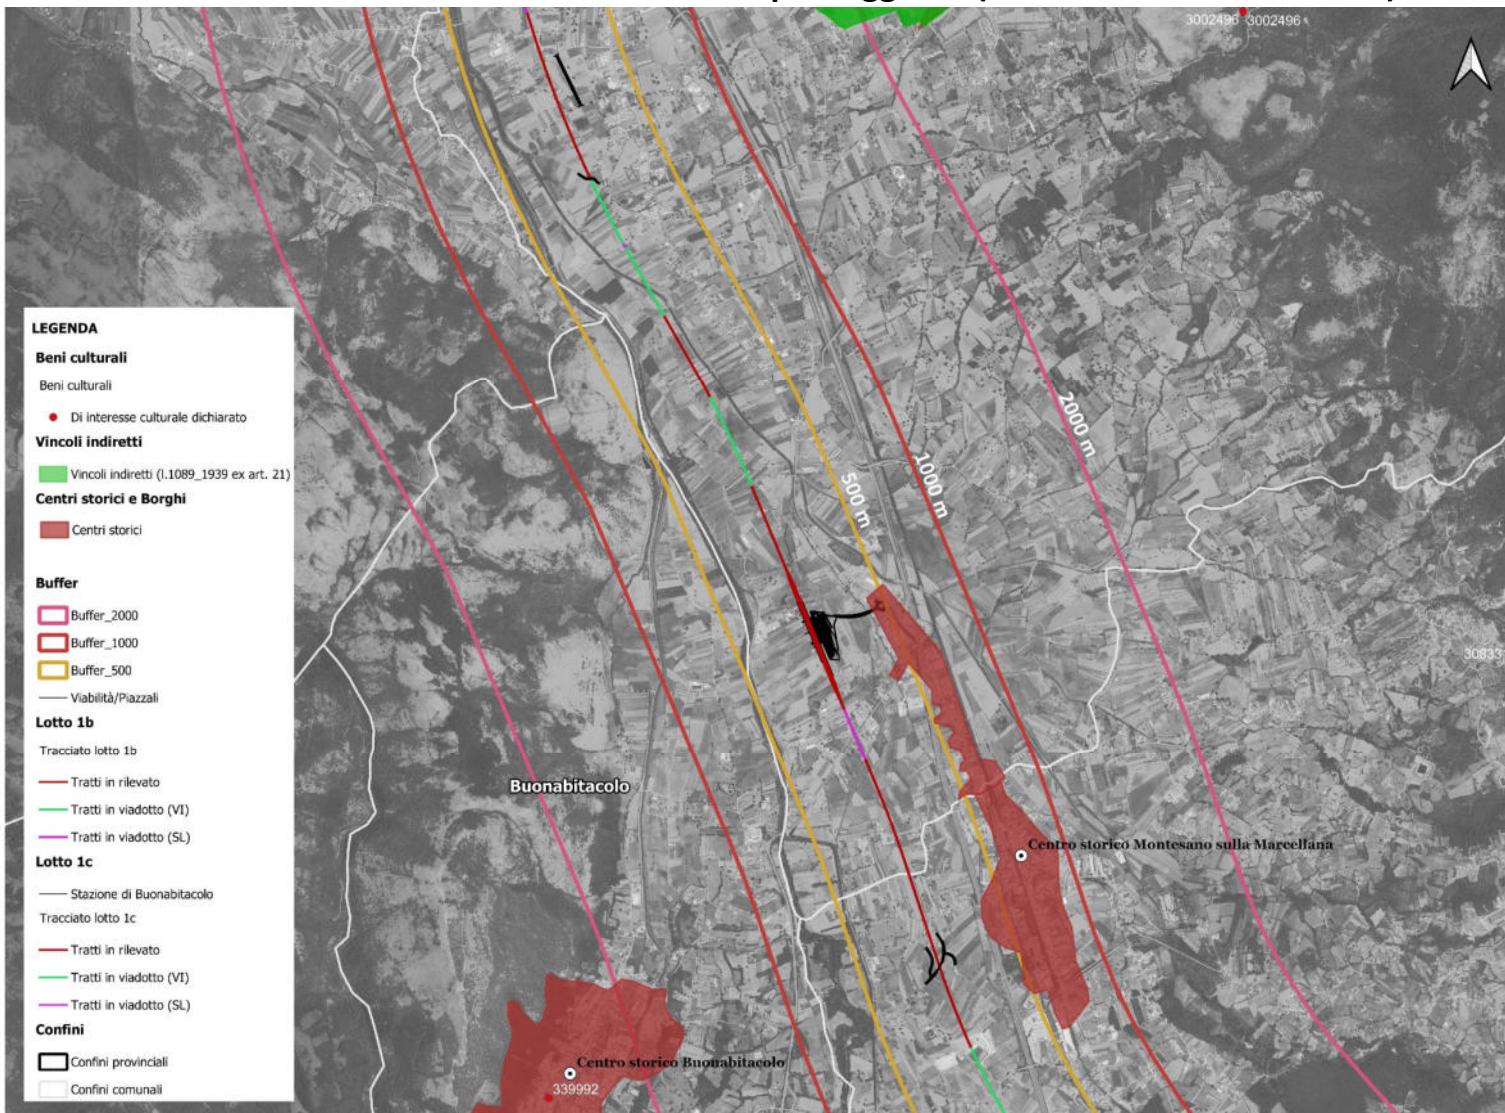 3002496 3002496
LEGENDA
Beni culturali
Beni culturali
Di interesse culturale dichiarato
Vincoli indiretti
Vincoli indiretti (l.1089_1939 ex art. 21)
Centri storici e Borghi
Centri storici
Buffer
Buffer_2000
Buffer_1000
Buffer_500
Viabilità/Piazzali
Lotto 1b
Tracciato lotto 1b
Tratti in rilevato
Tratti in viadotto (VI)
Tratti in viadotto (SL)
Lotto 1c
Stazione di Buonabitacolo
Tracciato lotto 1c
Tratti in rilevato
Tratti in viadotto (VI)
Tratti in viadotto (SL)
Confini
Confini provinciali
Confini comunali
2000 m
1000 m
500 m
30833
Buonabitacolo
Centro storico Montesano sulla Marcellana
Centro storico Buonabitacolo
339992